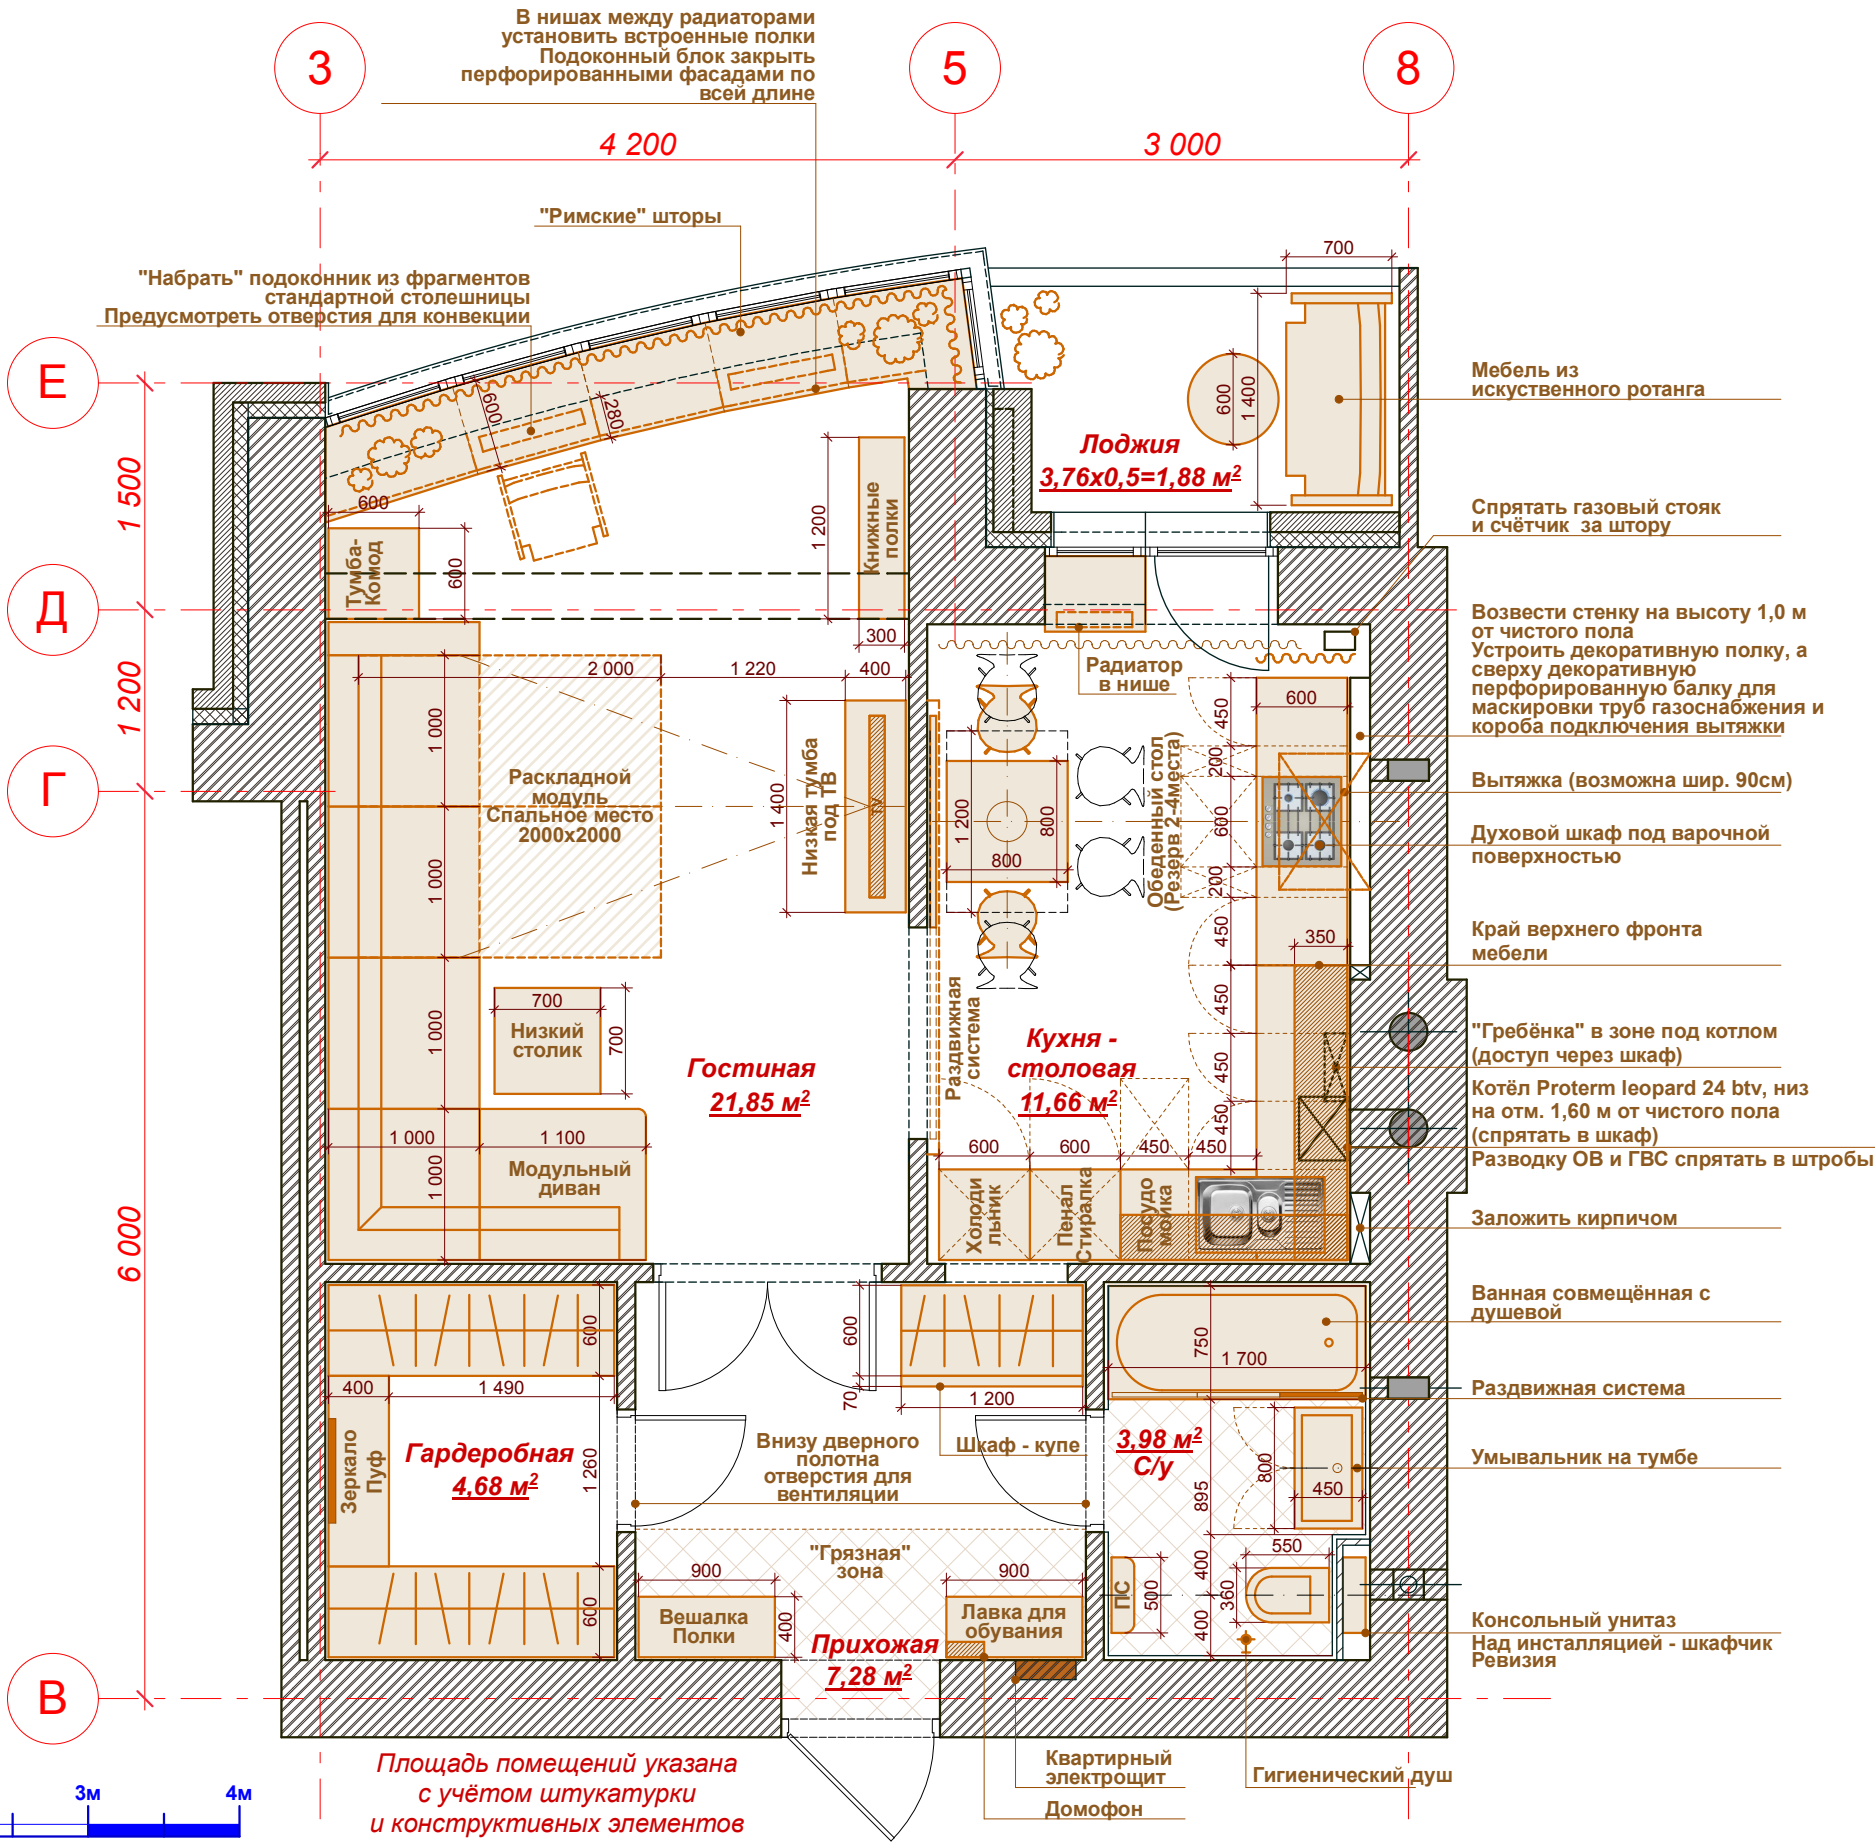 В нишах между радиаторами
установить встроенные полки
Подоконный блок закрыть
перфорированными фасадами по
всей длине
3
5
8
4 200
3 000
"Римские" шторы
"Набрать" подоконник из фрагментов
стандартной столешницы
Предусмотреть отверстия для конвекции
Е
Д
Г
В
1 500
1 200
6 000
700
600
1 400
Лоджия
3,76х0,5=1,88 м²
Мебель из
искуственного ротанга
Спрятать газовый стояк
и счётчик за штору
Возвести стенку на высоту 1,0 м
от чистого пола
Устроить декоративную полку, а
сверху декоративную
перфорированную балку для
маскировки труб газоснабжения и
короба подключения вытяжки
Вытяжка (возможна шир. 90см)
Духовой шкаф под варочной
поверхностью
Край верхнего фронта
мебели
"Гребёнка" в зоне под котлом
(доступ через шкаф)
Котёл Proterm leopard 24 btv, низ
на отм. 1,60 м от чистого пола
(спрятать в шкаф)
Разводку ОВ и ГВС спрятать в штробы
Заложить кирпичом
Ванная совмещённая с
душевой
Раздвижная система
Умывальник на тумбе
Консольный унитаз
Над инсталляцией - шкафчик
Ревизия
600
280
600
600
Тумба-
Комод
1 200
Книжные
полки
300
2 000
1 220
400
1 000
1 000
1 000
1 000
Раскладной
модуль
Спальное место
2000х2000
1 400
Низкая тумба
под ТВ
TV
700
700
Низкий
столик
Гостиная
21,85 м²
1 000
1 100
Модульный
диван
Радиатор
в нише
1 200
800
800
Обеденный стол
(Резерв 2-4места)
450
200
600
200
450
450
450
450
600
350
Раздвижная
система
Кухня -
столовая
11,66 м²
600
600
450
450
Холоди
льник
Пенал
Стиралка
Посудо
мойка
600
400
1 490
Зеркало
Пуф
Гардеробная
4,68 м²
1 260
600
600
70
1 200
Шкаф - купе
Внизу дверного
полотна
отверстия для
вентиляции
"Грязная"
зона
900
400
Вешалка
Полки
900
Лавка для
обувания
Прихожая
7,28 м²
750
1 700
3,98 м²
С/у
895
800
450
400
400
550
360
500
ПС
Квартирный
электрощит
Домофон
Гигиенический душ
Площадь помещений указана
с учётом штукатурки
и конструктивных элементов
3м
4м